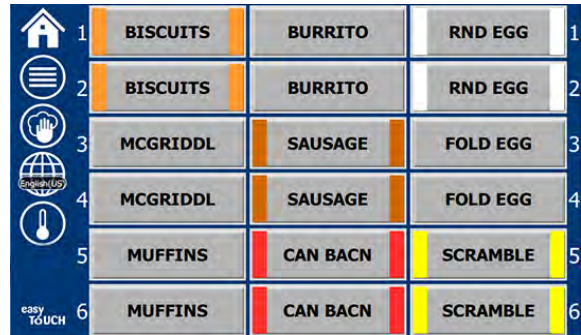 1 BISCUITS BURRITO RND EGG 1
2 BISCUITS BURRITO RND EGG 2
3 MCGRIDDL SAUSAGE FOLD EGG 3
English(US)
4 MCGRIDDL SAUSAGE FOLD EGG 4
5 MUFFINS CAN BACN SCRAMBLE 5
easy
TOUCH 6 MUFFINS CAN BACN SCRAMBLE 6